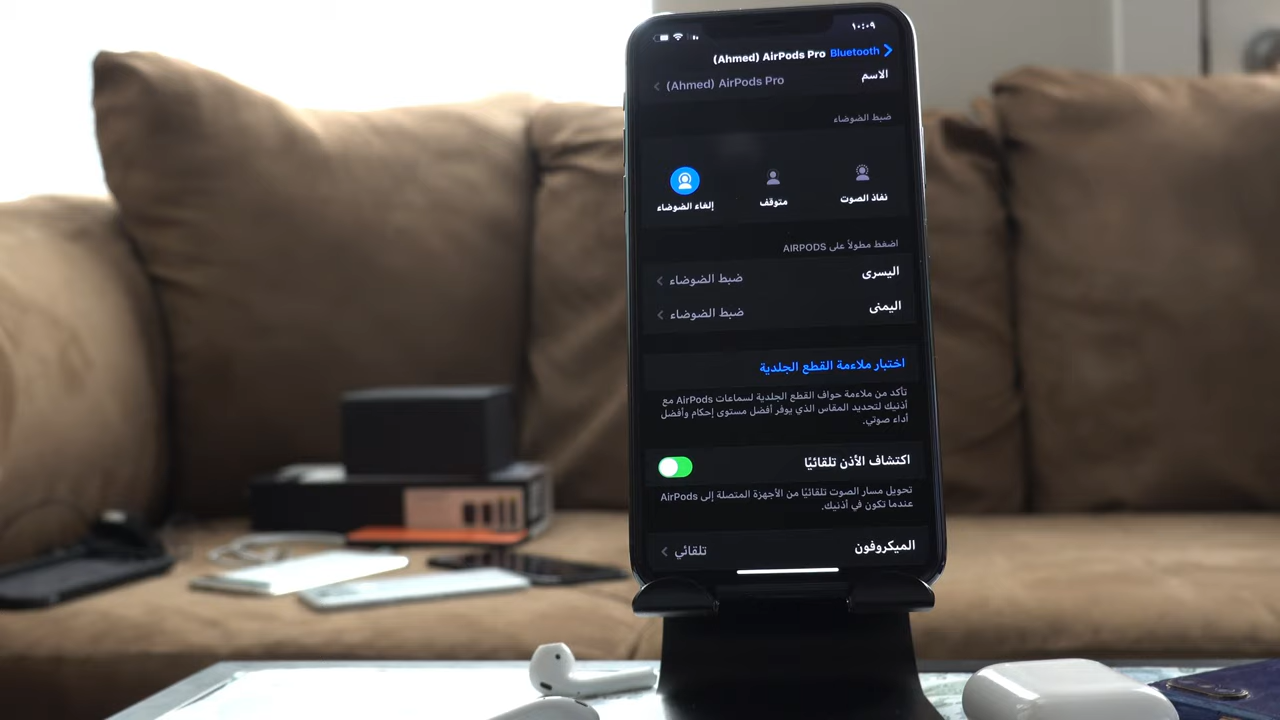 ١٠:٠٩
Bluetooth (Ahmed) AirPods Pro
الاسم (Ahmed) AirPods Pro
ضبط الضوضاء
نفاذ الصوت متوقف إلغاء الضوضاء
اضغط مطولاً على AIRPODS
اليسرى ضبط الضوضاء
اليمنى ضبط الضوضاء
اختبار ملاءمة القطع الجلدية
تأكد من ملاءمة حواف القطع الجلدية لسماعات AirPods مع
أذنيك لتحديد المقاس الذي يوفر أفضل مستوى إحكام وأفضل
أداء صوتي.
اكتشاف الأذن تلقائيًا
تحويل مسار الصوت تلقائيًا من الأجهزة المتصلة إلى AirPods
عندما تكون في أذنيك.
الميكروفون تلقائي